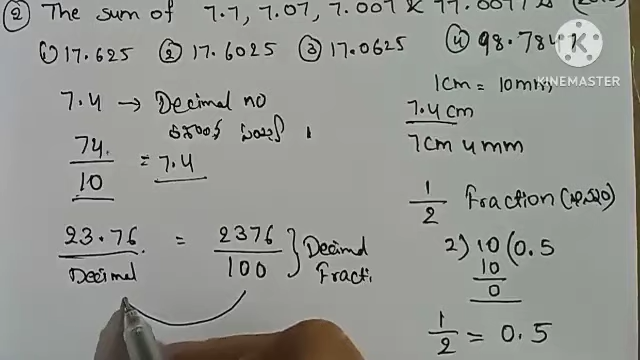 ② The sum of 7.7, 7.07, 7.007 & 77.0077 is
① 17.625 ② 17.6025 ③ 17.0625 ④ 98.784
1cm = 10mm
KINEMASTER
7.4 → Decimal no
74 / 10 = 7.4
7.4 cm
7cm 4mm
1/2 Fraction
23.76 = 2376 / 100 } Decimal
Decimal
Fracti
2) 10 (0.5
10
0
1/2 = 0.5